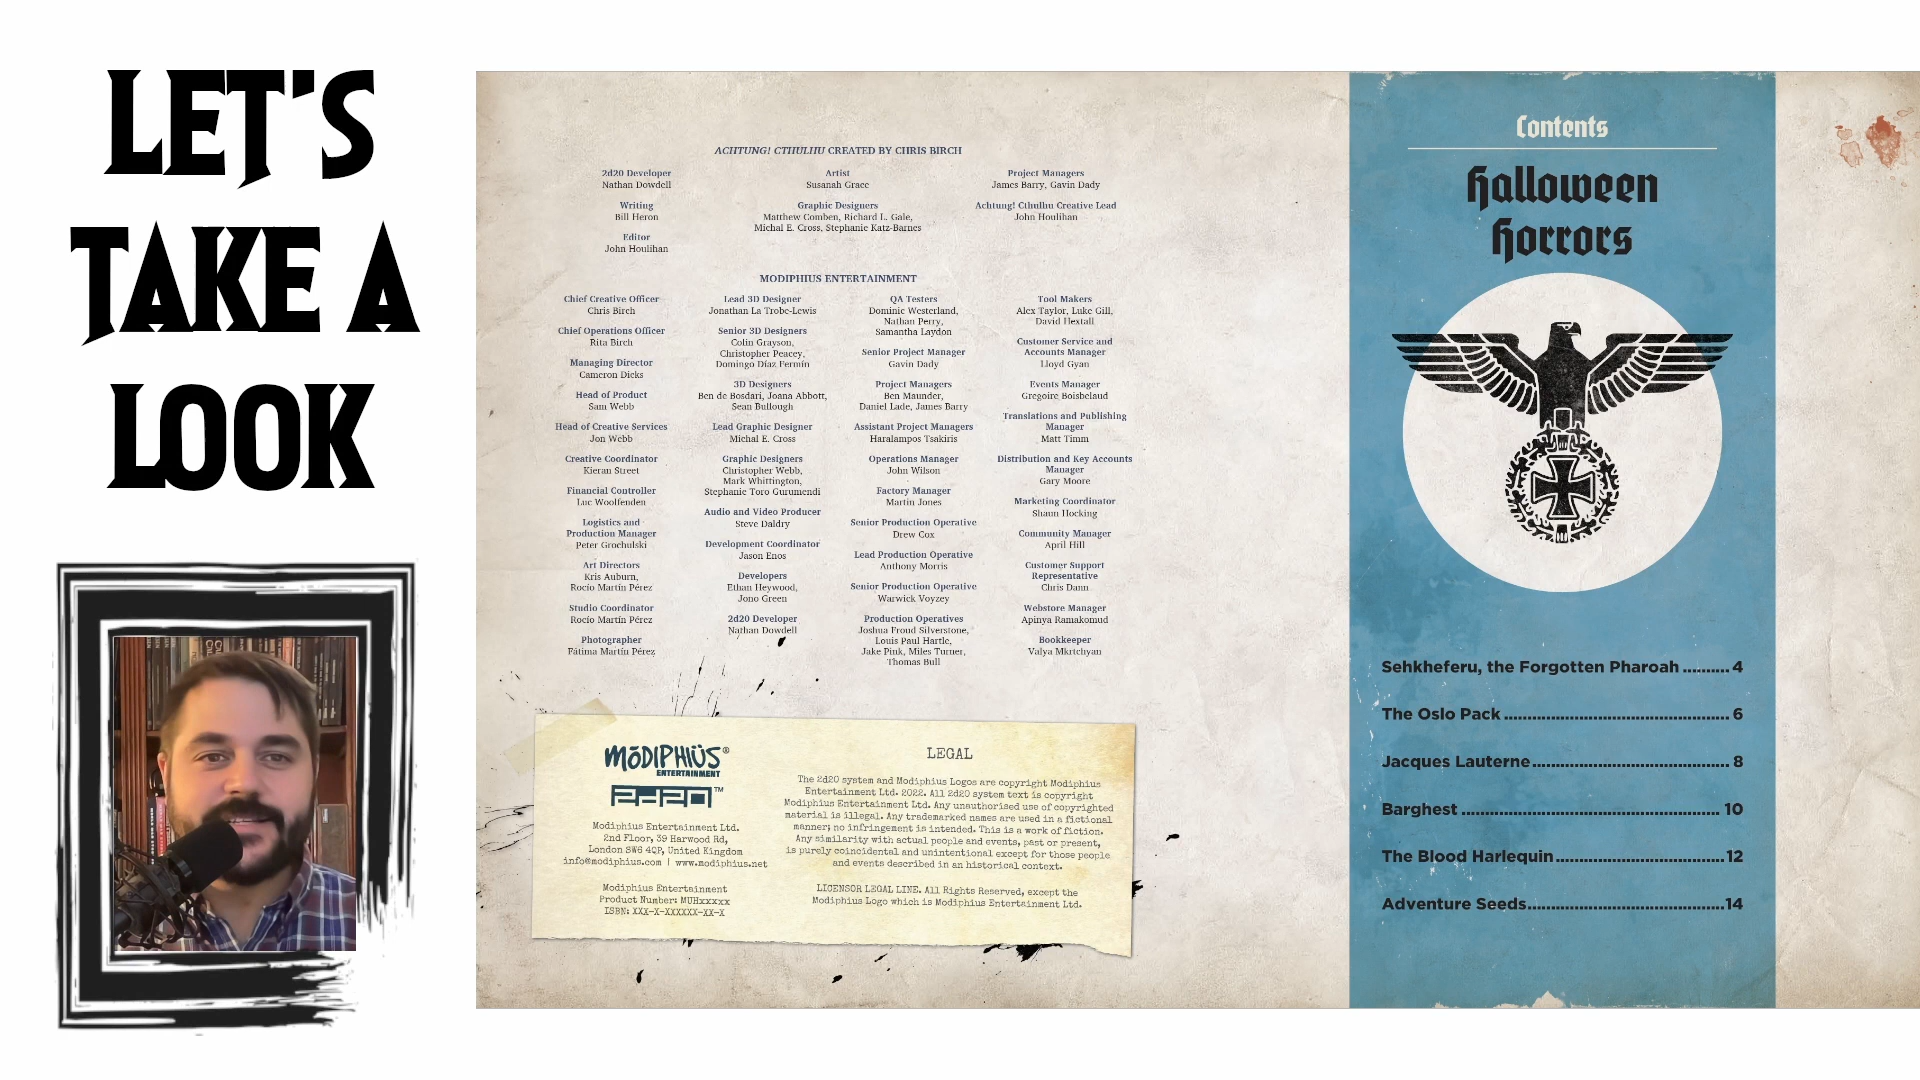 LET'S
TAKE A
LOOK
ACHTUNG! CTHULHU CREATED BY CHRIS BIRCH
2d20 Developer
Nathan Dowdell
Writing
Bill Heron
Editor
John Houlihan
Artist
Susanah Grace
Graphic Designers
Matthew Comben, Richard L. Gale,
Michal E. Cross, Stephanie Katz-Barnes
Project Managers
James Barry, Gavin Dady
Achtung! Cthulhu Creative Lead
John Houlihan
MODIPHIUS ENTERTAINMENT
Chief Creative Officer
Chris Birch
Chief Operations Officer
Rita Birch
Managing Director
Cameron Dicks
Head of Product
Sam Webb
Head of Creative Services
Jon Webb
Creative Coordinator
Kieran Street
Financial Controller
Luc Woolfenden
Logistics and
Production Manager
Peter Grochulski
Art Directors
Kris Auburn,
Rocío Martín Pérez
Studio Coordinator
Rocío Martín Pérez
Photographer
Fátima Martín Pérez
Lead 3D Designer
Jonathan La Trobe-Lewis
Senior 3D Designers
Colin Grayson,
Christopher Peacey,
Domingo Díaz Fermín
3D Designers
Ben de Bosdari, Joana Abbott,
Sean Bullough
Lead Graphic Designer
Michal E. Cross
Graphic Designers
Christopher Webb,
Mark Whittington,
Stephanie Toro Gurumendi
Audio and Video Producer
Steve Daldry
Development Coordinator
Jason Enos
Developers
Ethan Heywood,
Jono Green
2d20 Developer
Nathan Dowdell
QA Testers
Dominic Westerland,
Nathan Perry,
Samantha Laydon
Senior Project Manager
Gavin Dady
Project Managers
Ben Maunder,
Daniel Lade, James Barry
Assistant Project Managers
Haralampos Tsakiris
Operations Manager
John Wilson
Factory Manager
Martin Jones
Senior Production Operative
Drew Cox
Lead Production Operative
Anthony Morris
Senior Production Operative
Warwick Voyzey
Production Operatives
Joshua Froud Silverstone,
Louis Paul Hartle,
Jake Pink, Miles Turner,
Thomas Bull
Tool Makers
Alex Taylor, Luke Gill,
David Hextall
Customer Service and
Accounts Manager
Lloyd Gyan
Events Manager
Gregoire Boisbelaud
Translations and Publishing
Manager
Matt Timm
Distribution and Key Accounts
Manager
Gary Moore
Marketing Coordinator
Shaun Hocking
Community Manager
April Hill
Customer Support
Representative
Chris Dann
Webstore Manager
Apinya Ramakomud
Bookkeeper
Valya Mkrtchyan
MŌDIPHIÜS®
ENTERTAINMENT
2d20™
Modiphius Entertainment Ltd.
2nd Floor, 39 Harwood Rd,
London SW6 4QP, United Kingdom
info@modiphius.com | www.modiphius.net
Modiphius Entertainment
Product Number: MUHxxxxx
ISBN: XXX-X-XXXXXX-XX-X
LEGAL
The 2d20 system and Modiphius Logos are copyright Modiphius
Entertainment Ltd. 2022. All 2d20 system text is copyright
Modiphius Entertainment Ltd. Any unauthorised use of copyrighted
material is illegal. Any trademarked names are used in a fictional
manner; no infringement is intended. This is a work of fiction.
Any similarity with actual people and events, past or present,
is purely coincidental and unintentional except for those people
and events described in an historical context.
LICENSOR LEGAL LINE. All Rights Reserved, except the
Modiphius Logo which is Modiphius Entertainment Ltd.
Contents
Halloween
Horrors
Sehkheferu, the Forgotten Pharoah ..........4
The Oslo Pack ..........6
Jacques Lauterne ..........8
Barghest ..........10
The Blood Harlequin ..........12
Adventure Seeds ..........14